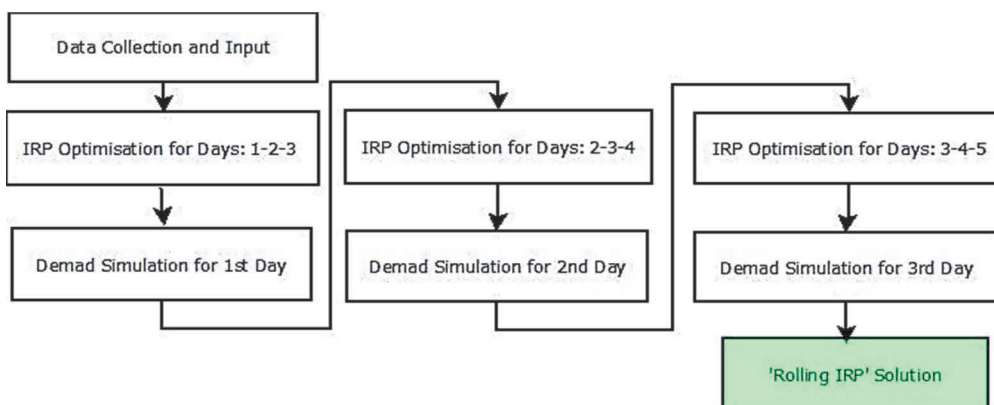 Data Collection and Input
IRP Optimisation for Days: 1-2-3
Demad Simulation for 1st Day
IRP Optimisation for Days: 2-3-4
Demad Simulation for 2nd Day
IRP Optimisation for Days: 3-4-5
Demad Simulation for 3rd Day
'Rolling IRP' Solution